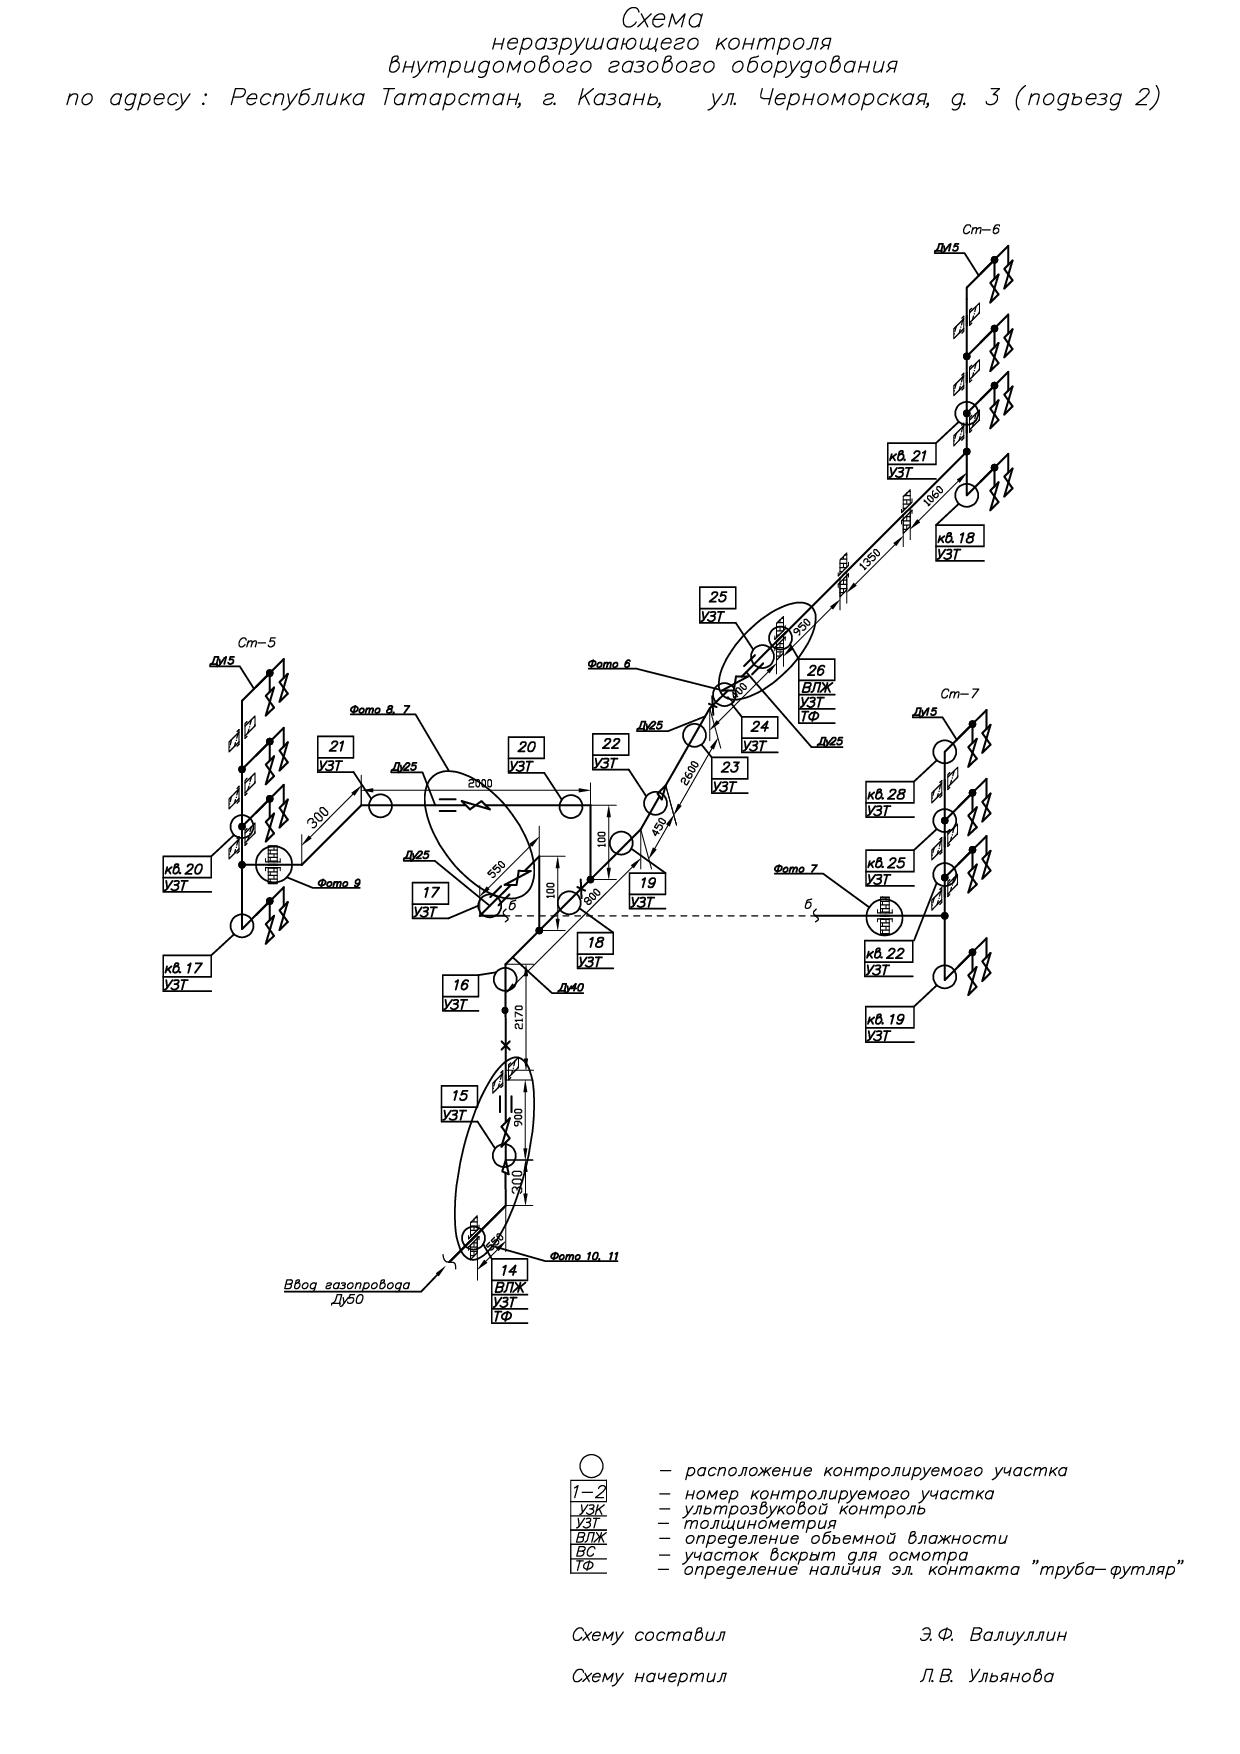 Схема
неразрушающего контроля
внутридомового газового оборудования
по адресу : Республика Татарстан, г. Казань, ул. Черноморская, д. 3 (подъезд 2)
Ст-6
Ду15
кв. 21
УЗТ
1060
кв. 18
УЗТ
1350
25
УЗТ
950
Ст-5
Ду15
Фото 6
26
ВЛЖ
УЗТ
ТФ
400
Ст-7
Ду15
Фото 8, 7
Ду25
24
УЗТ
Ду25
21
УЗТ
20
УЗТ
22
УЗТ
23
УЗТ
Ду25
2000
2600
кв. 28
УЗТ
300
450
100
Ду25
550
кв. 20
УЗТ
Фото 9
кв. 25
УЗТ
Фото 7
17
УЗТ
100
19
УЗТ
800
б
б
18
УЗТ
кв. 22
УЗТ
кв. 17
УЗТ
16
УЗТ
Ду40
2170
кв. 19
УЗТ
15
УЗТ
900
300
550
Фото 10, 11
14
ВЛЖ
УЗТ
ТФ
Ввод газопровода
Ду50
— расположение контролируемого участка
1-2 — номер контролируемого участка
УЗК — ультрозвуковой контроль
УЗТ — толщинометрия
ВЛЖ — определение объемной влажности
ВС — участок вскрыт для осмотра
ТФ — определение наличия эл. контакта "труба-футляр"
Схему составил Э.Ф. Валиуллин
Схему начертил Л.В. Ульянова